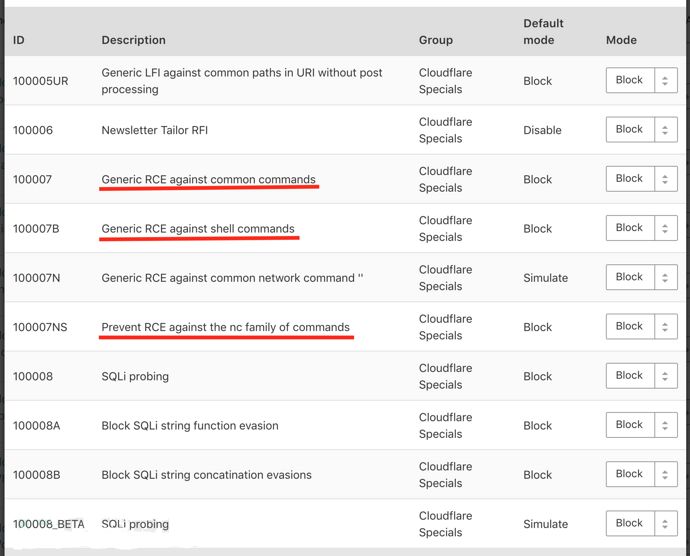 ID Description Group Default mode Mode
100005UR Generic LFI against common paths in URI without post processing Cloudflare Specials Block Block
100006 Newsletter Tailor RFI Cloudflare Specials Disable Block
100007 Generic RCE against common commands Cloudflare Specials Block Block
100007B Generic RCE against shell commands Cloudflare Specials Block Block
100007N Generic RCE against common network command '' Cloudflare Specials Simulate Block
100007NS Prevent RCE against the nc family of commands Cloudflare Specials Block Block
100008 SQLi probing Cloudflare Specials Block Block
100008A Block SQLi string function evasion Cloudflare Specials Block Block
100008B Block SQLi string concatination evasions Cloudflare Specials Block Block
100008_BETA SQLi probing Cloudflare Specials Simulate Block